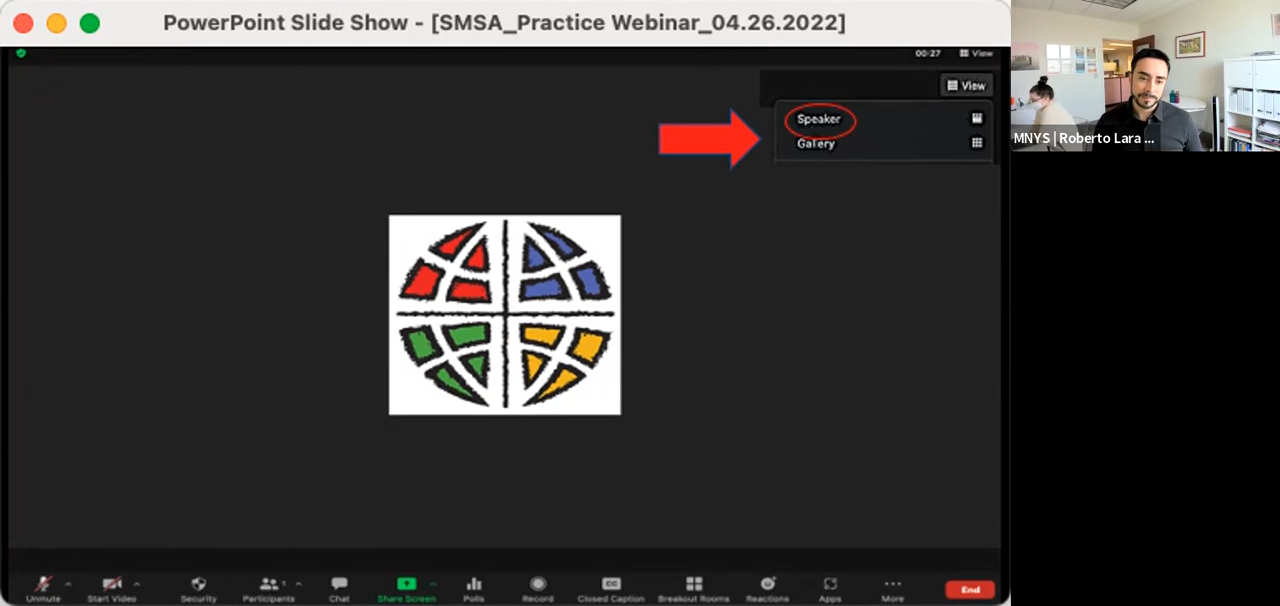 PowerPoint Slide Show - [SMSA_Practice Webinar_04.26.2022]
00:27 View
View
Speaker
Gallery
MNYS | Roberto Lara ...
Unmute Start Video Security Participants 1 Chat Share Screen Polls Record Closed Caption Breakout Rooms Reactions Apps More End
CC